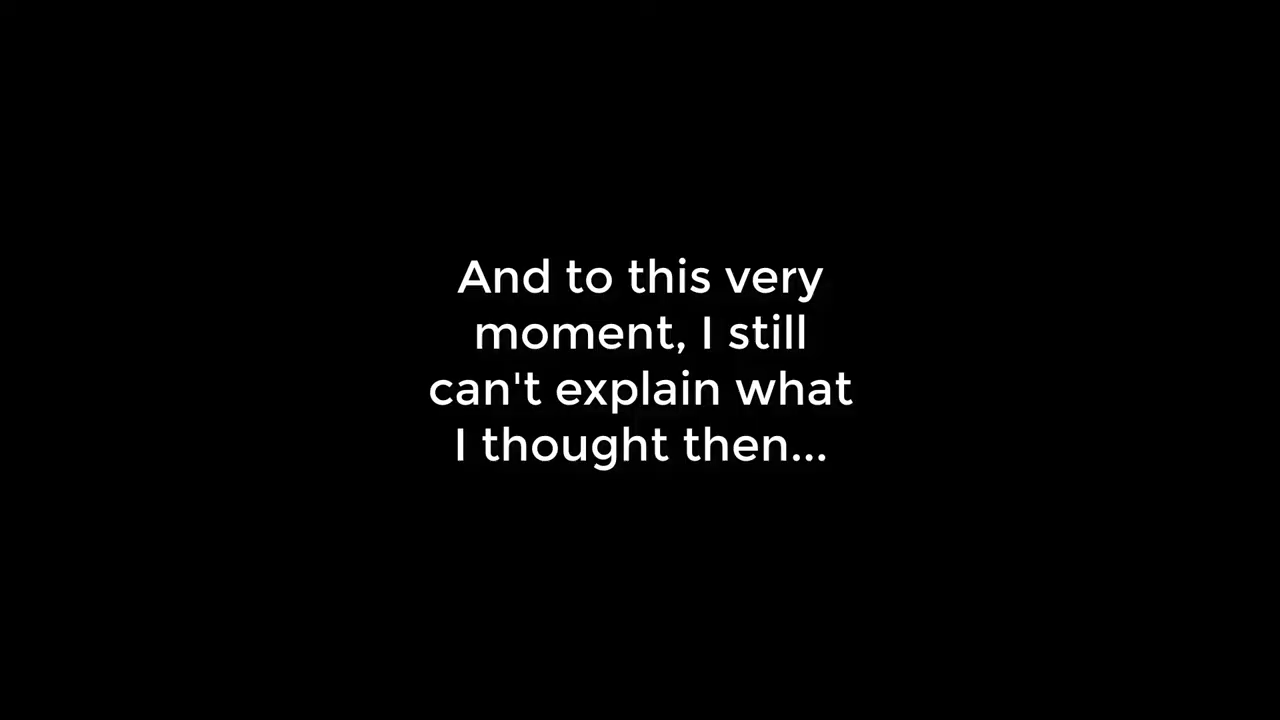 And to this very
moment, I still
can't explain what
I thought then...